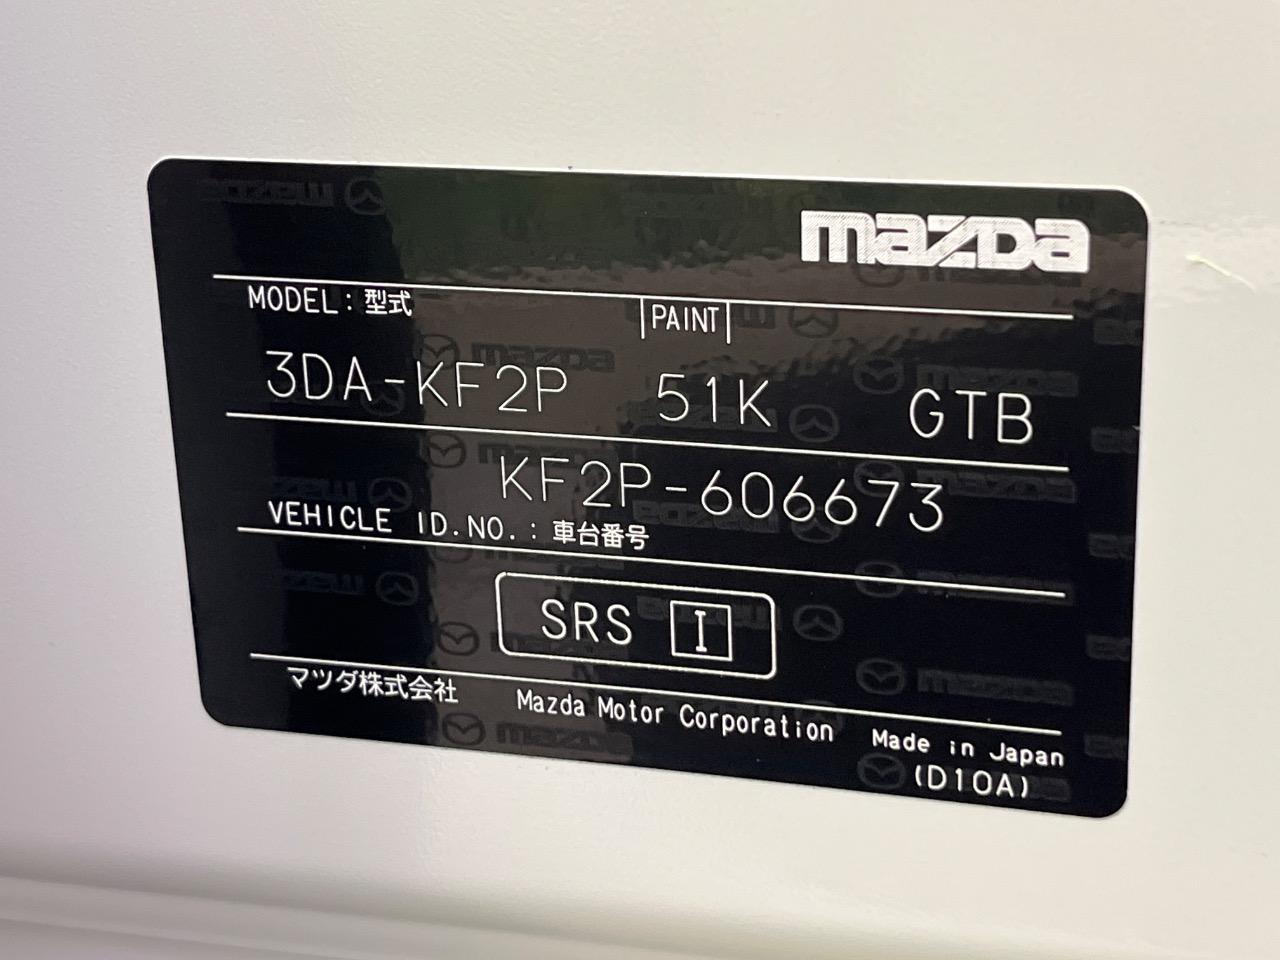 mazda
MODEL: 型式 PAINT
3DA-KF2P 51K GTB
KF2P-606673
VEHICLE ID.NO.: 車台番号
SRS I
マツダ株式会社 Mazda Motor Corporation Made in Japan
(D10A)